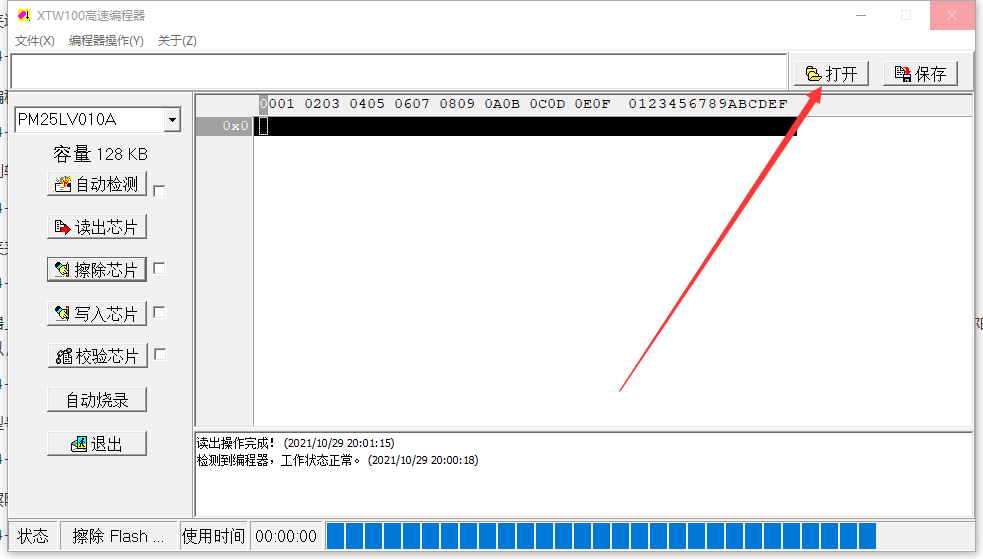 XTW100高速编程器
文件(X) 编程器操作(Y) 关于(Z)
打开 保存
0001 0203 0405 0607 0809 0A0B 0C0D 0E0F 0123456789ABCDEF
PM25LV010A
0x0
容量 128 KB
自动检测
读出芯片
擦除芯片
写入芯片
校验芯片
自动烧录
退出
读出操作完成！ (2021/10/29 20:01:15)
检测到编程器，工作状态正常。 (2021/10/29 20:00:18)
状态 擦除 Flash ... 使用时间 00:00:00